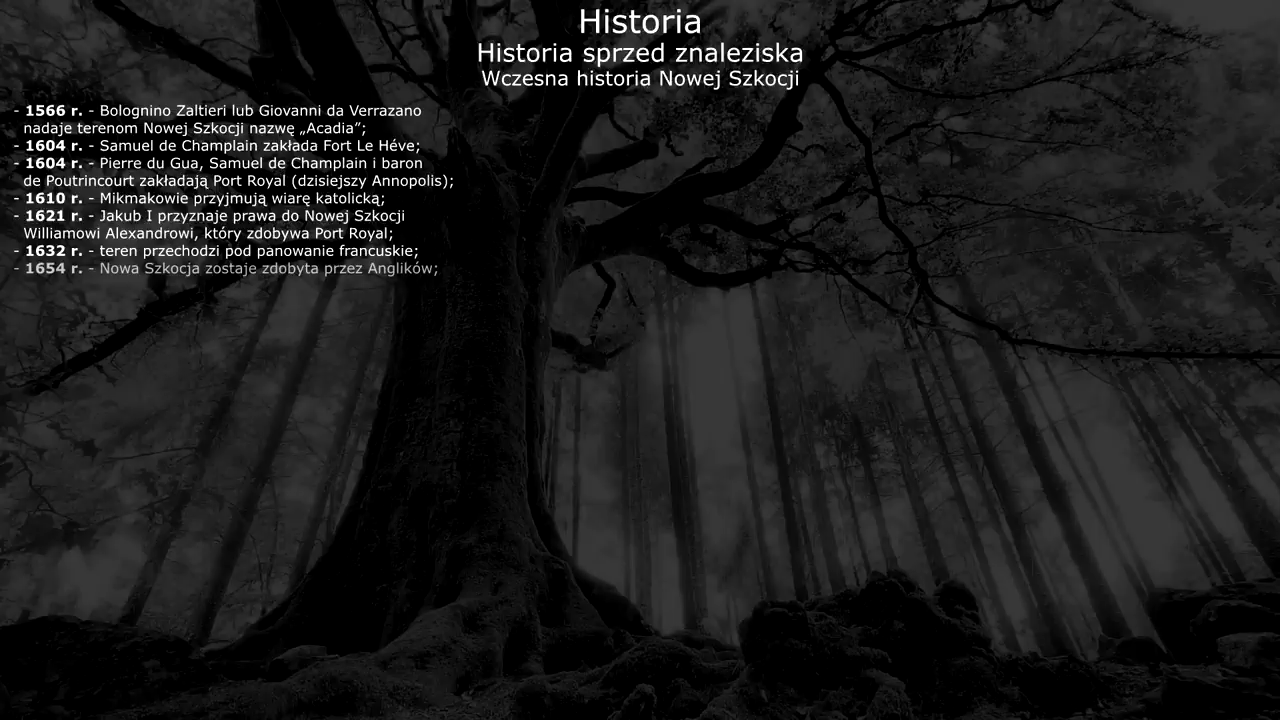 Historia
Historia sprzed znaleziska
Wczesna historia Nowej Szkocji
- 1566 r. - Bolognino Zaltieri lub Giovanni da Verrazano
nadaje terenom Nowej Szkocji nazwę „Acadia”;
- 1604 r. - Samuel de Champlain zakłada Fort Le Héve;
- 1604 r. - Pierre du Gua, Samuel de Champlain i baron
de Poutrincourt zakładają Port Royal (dzisiejszy Annopolis);
- 1610 r. - Mikmakowie przyjmują wiarę katolicką;
- 1621 r. - Jakub I przyznaje prawa do Nowej Szkocji
Williamowi Alexandrowi, który zdobywa Port Royal;
- 1632 r. - teren przechodzi pod panowanie francuskie;
- 1654 r. - Nowa Szkocja zostaje zdobyta przez Anglików;